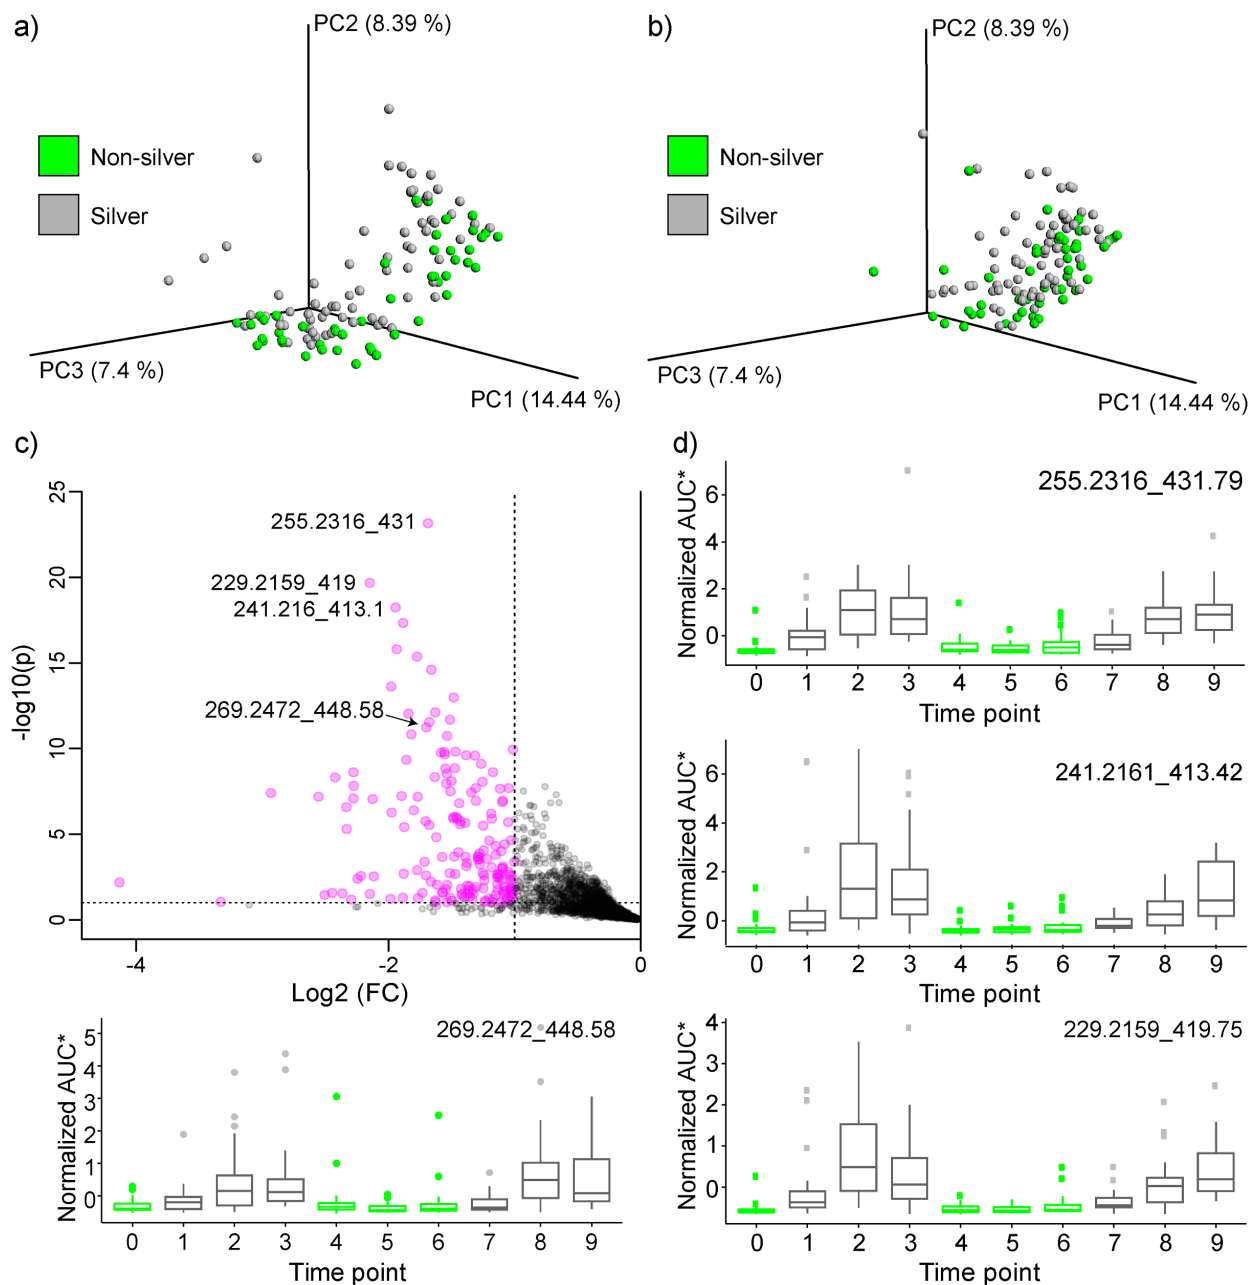 a)
PC2 (8.39 %)
Non-silver
Silver
PC3 (7.4 %)
PC1 (14.44 %)
b)
PC2 (8.39 %)
Non-silver
Silver
PC3 (7.4 %)
PC1 (14.44 %)
c)
25
20
15
10
5
0
-log10(p)
255.2316_431
229.2159_419
241.216_413.1
269.2472_448.58
-4 -2 0
Log2 (FC)
269.2472_448.58
Normalized AUC*
5
4
3
2
1
0
0 1 2 3 4 5 6 7 8 9
Time point
d)
255.2316_431.79
Normalized AUC*
6
4
2
0
0 1 2 3 4 5 6 7 8 9
Time point
241.2161_413.42
Normalized AUC*
6
4
2
0
0 1 2 3 4 5 6 7 8 9
Time point
229.2159_419.75
Normalized AUC*
4
3
2
1
0
0 1 2 3 4 5 6 7 8 9
Time point